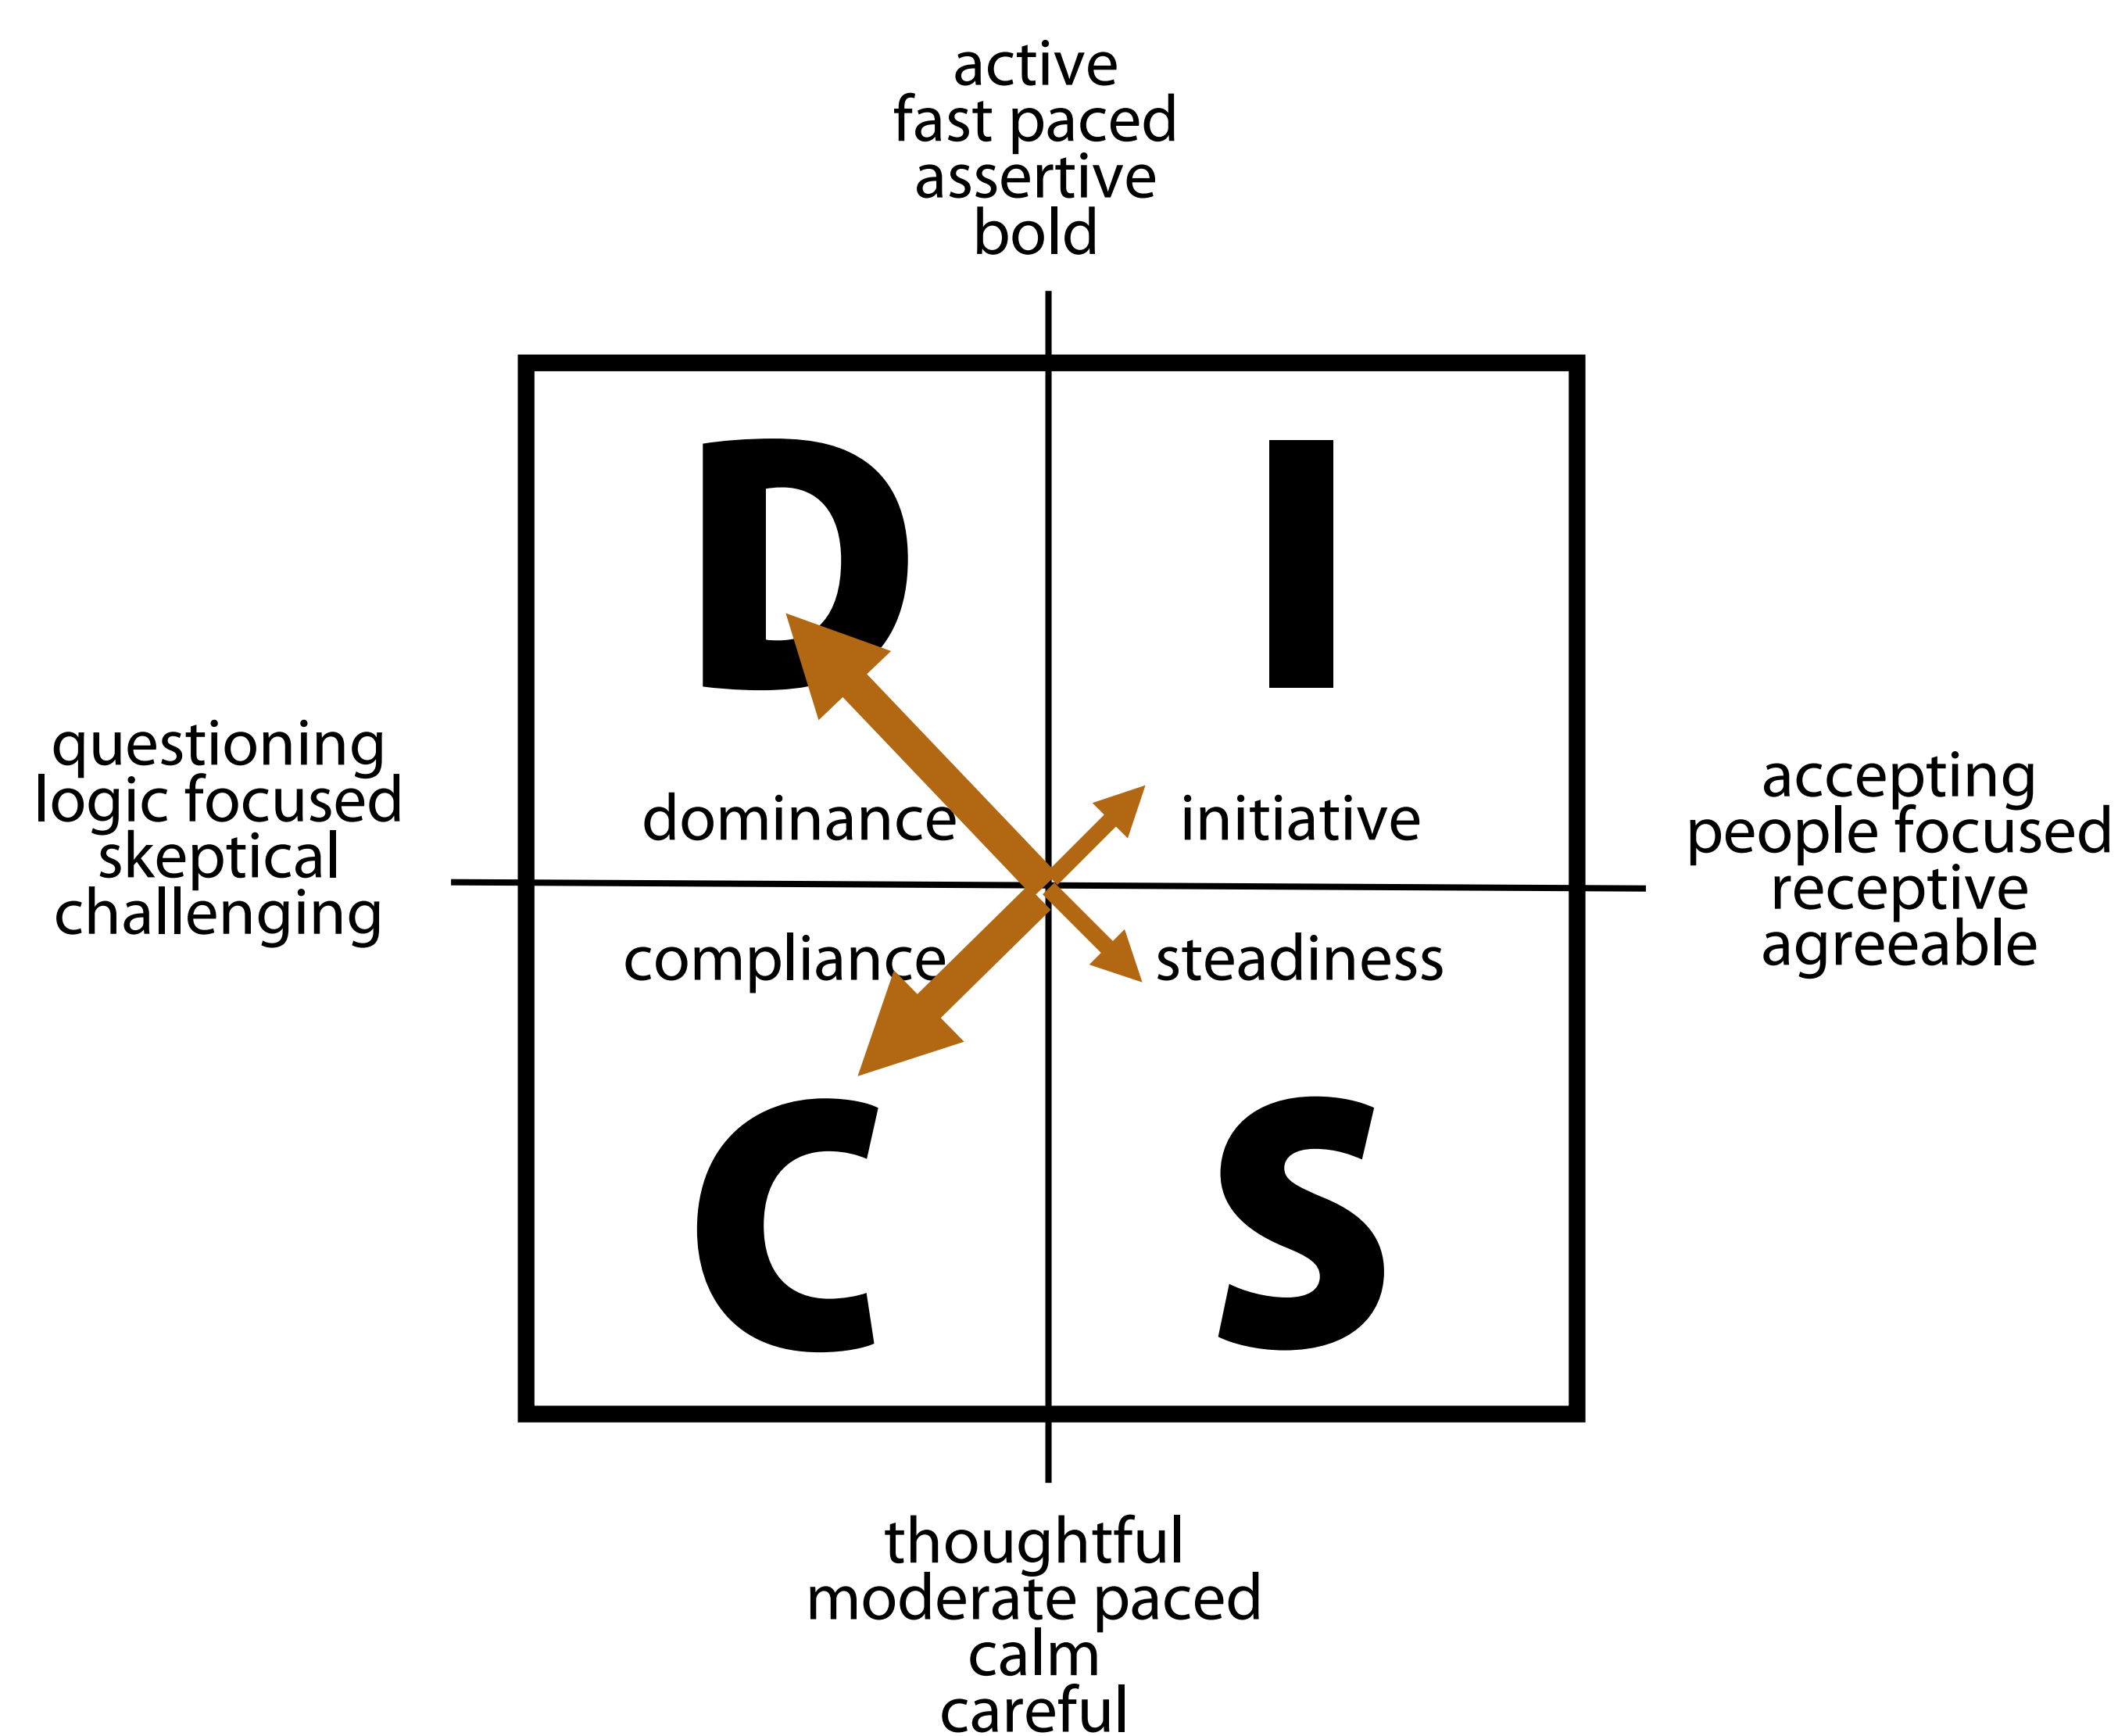 active
fast paced
assertive
bold
D
I
questioning
logic focused
skeptical
challenging
accepting
people focused
receptive
agreeable
dominance
initiative
compliance
steadiness
C
S
thoughtful
moderate paced
calm
careful